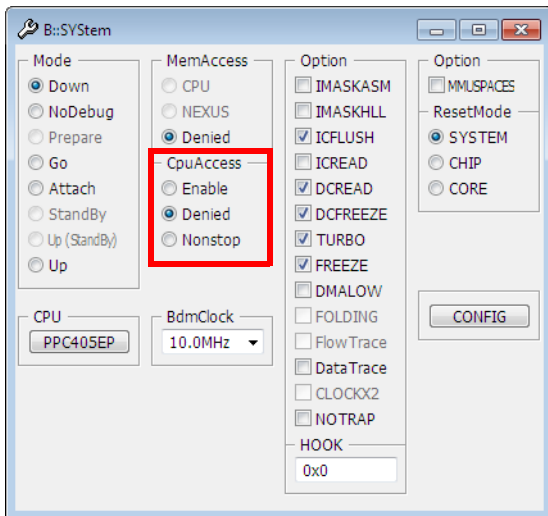 B::SYStem
Mode
Down
NoDebug
Prepare
Go
Attach
StandBy
Up (StandBy)
Up
CPU
PPC405EP
MemAccess
CPU
NEXUS
Denied
CpuAccess
Enable
Denied
Nonstop
BdmClock
10.0MHz
Option
IMASKASM
IMASKHLL
ICFLUSH
ICREAD
DCREAD
DCFREEZE
TURBO
FREEZE
DMALOW
FOLDING
FlowTrace
DataTrace
CLOCKX2
NOTRAP
HOOK
0x0
Option
MMUSPACES
ResetMode
SYSTEM
CHIP
CORE
CONFIG